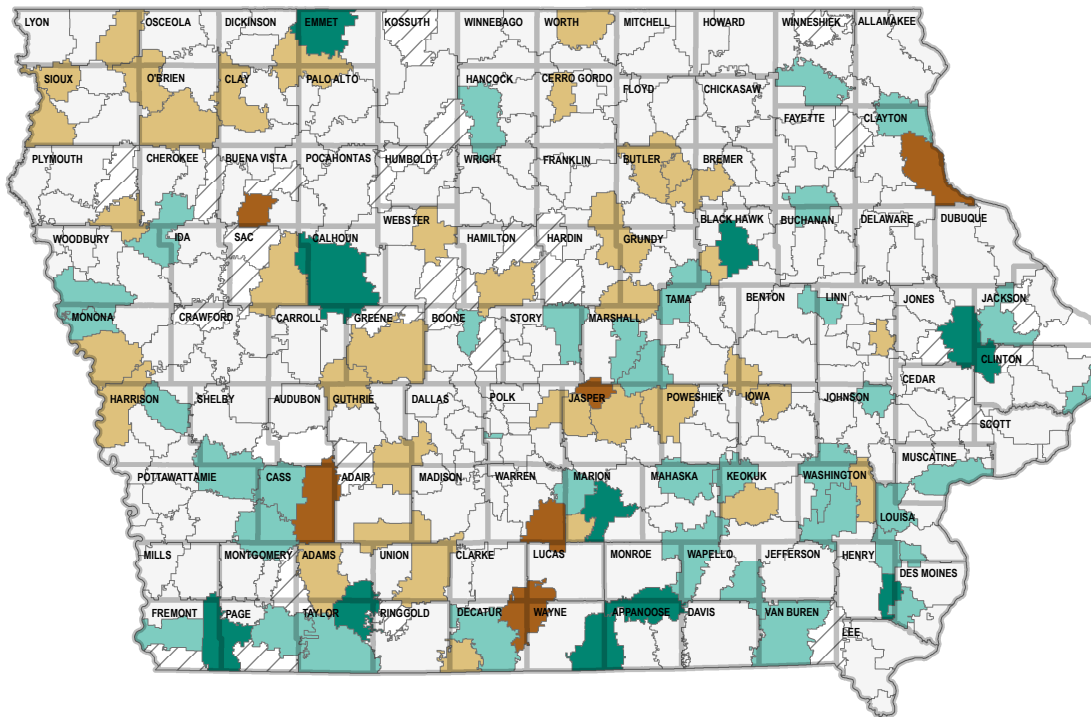 LYON OSCEOLA DICKINSON EMMET KOSSUTH WINNEBAGO WORTH MITCHELL HOWARD WINNESHIEK ALLAMAKEE
SIOUX O'BRIEN CLAY PALO ALTO HANCOCK CERRO GORDO FLOYD CHICKASAW
FAYETTE CLAYTON
PLYMOUTH CHEROKEE BUENA VISTA POCAHONTAS HUMBOLDT WRIGHT FRANKLIN BUTLER BREMER
WEBSTER BLACK HAWK BUCHANAN DELAWARE DUBUQUE
WOODBURY IDA SAC CALHOUN HAMILTON HARDIN GRUNDY
TAMA BENTON LINN JONES JACKSON
MONONA CRAWFORD CARROLL GREENE BOONE STORY MARSHALL
CLINTON
CEDAR
HARRISON SHELBY AUDUBON GUTHRIE DALLAS POLK JASPER POWESHIEK IOWA JOHNSON
SCOTT
MUSCATINE
POTTAWATTAMIE CASS ADAIR MADISON WARREN MARION MAHASKA KEOKUK WASHINGTON
LOUISA
MILLS MONTGOMERY ADAMS UNION CLARKE LUCAS MONROE WAPELLO JEFFERSON HENRY
DES MOINES
FREMONT PAGE TAYLOR RINGGOLD DECATUR WAYNE APPANOOSE DAVIS VAN BUREN
LEE